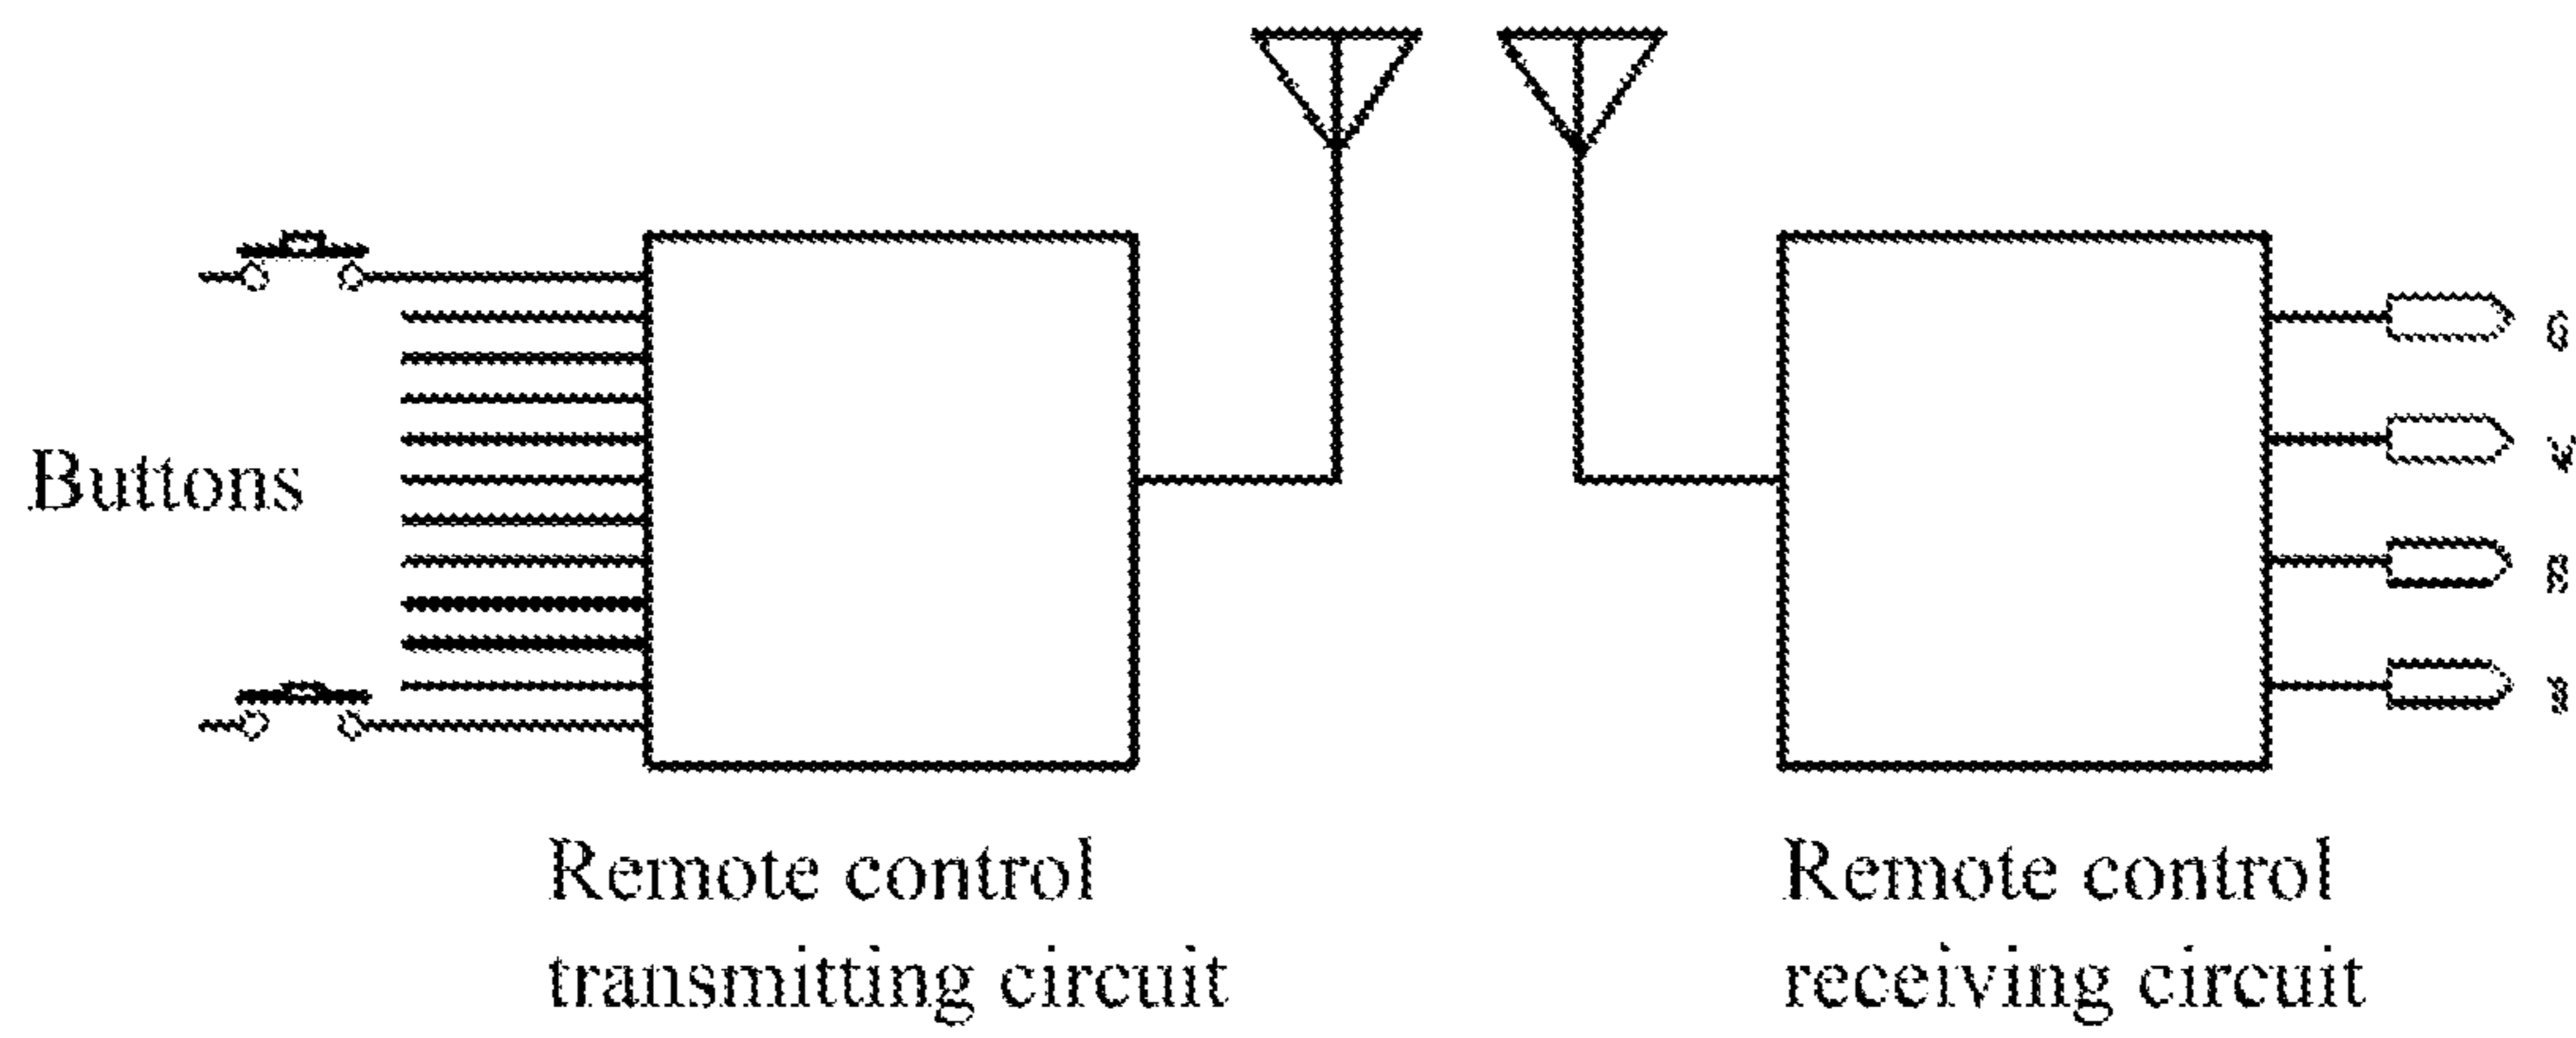 Buttons
Remote control
transmitting circuit
Remote control
receiving circuit